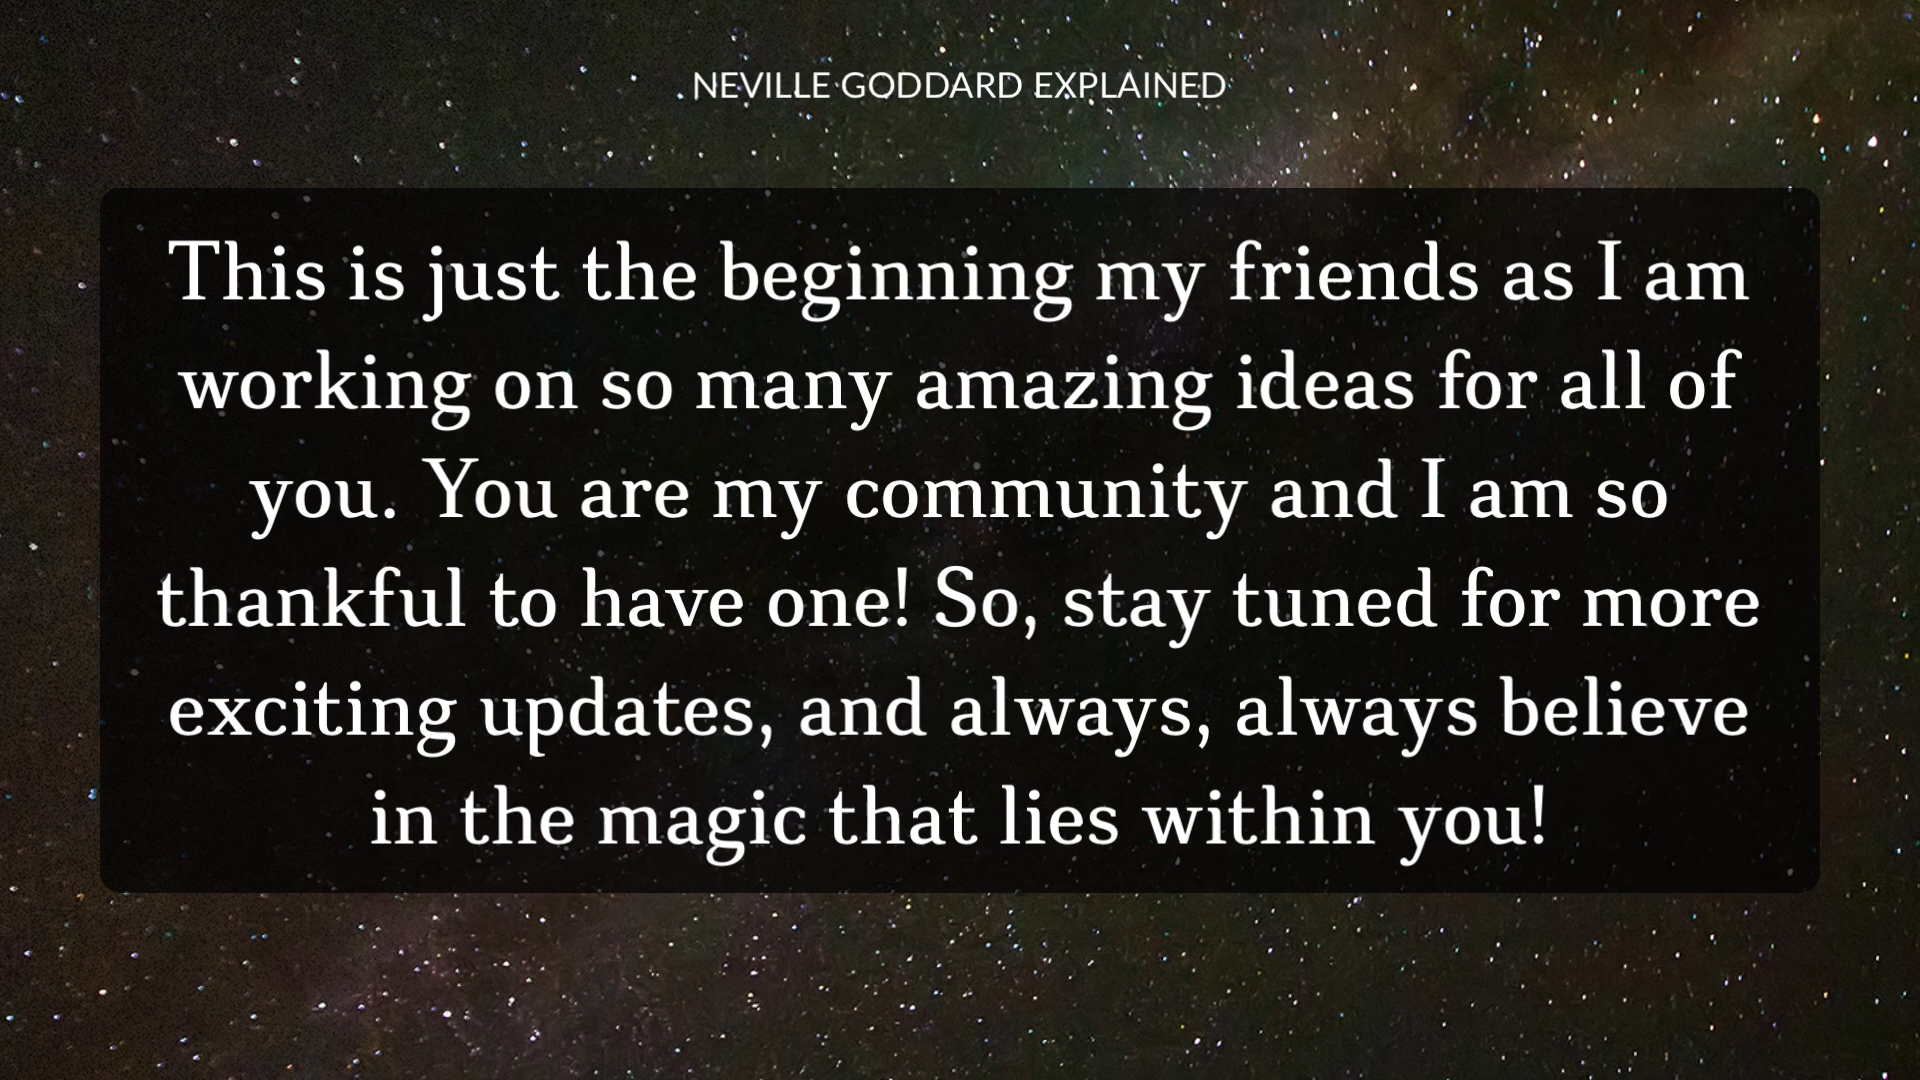 NEVILLE GODDARD EXPLAINED
This is just the beginning my friends as I am
working on so many amazing ideas for all of
you. You are my community and I am so
thankful to have one! So, stay tuned for more
exciting updates, and always, always believe
in the magic that lies within you!